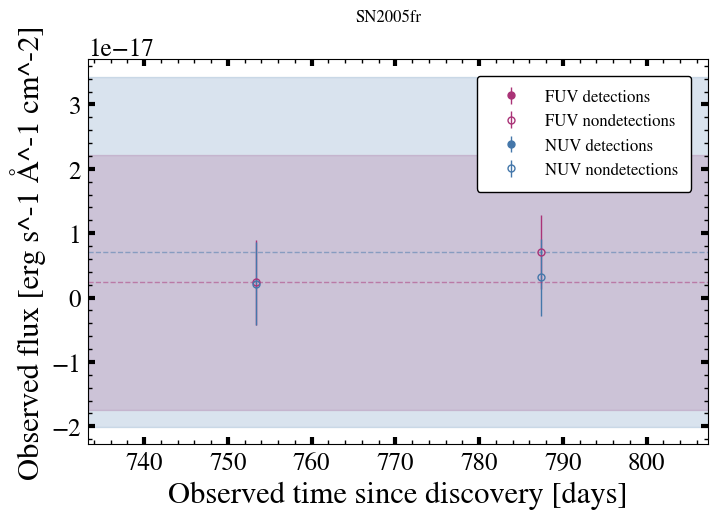 SN2005fr
1e−17
FUV detections
FUV nondetections
NUV detections
NUV nondetections
3
2
1
0
−1
−2
Observed flux [erg s^-1 Å^-1 cm^-2]
740 750 760 770 780 790 800
Observed time since discovery [days]